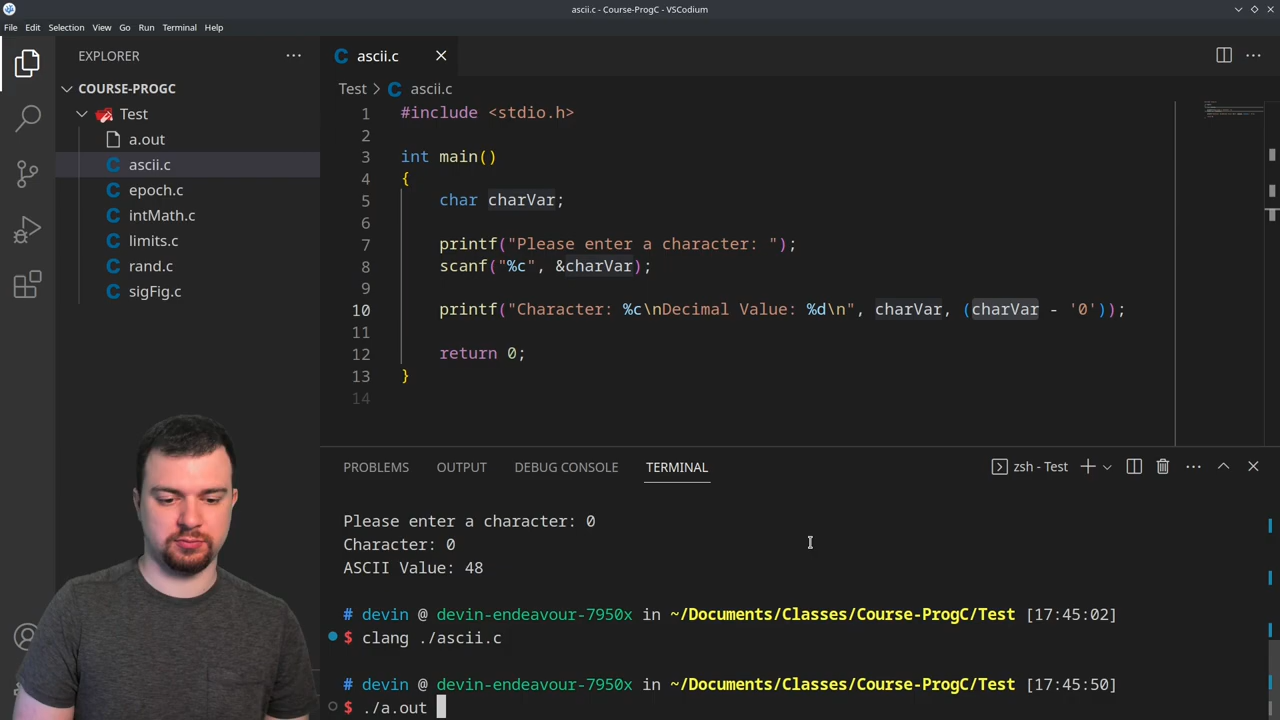 ascii.c - Course-ProgC - VSCodium
File Edit Selection View Go Run Terminal Help
EXPLORER
COURSE-PROGC
Test
a.out
C ascii.c
C epoch.c
C intMath.c
C limits.c
C rand.c
C sigFig.c
C ascii.c
Test > C ascii.c
1 #include <stdio.h>
2
3 int main()
4 {
5 char charVar;
6
7 printf("Please enter a character: ");
8 scanf("%c", &charVar);
9
10 printf("Character: %c\nDecimal Value: %d\n", charVar, (charVar - '0'));
11
12 return 0;
13 }
14
PROBLEMS OUTPUT DEBUG CONSOLE TERMINAL
zsh - Test
Please enter a character: 0
Character: 0
ASCII Value: 48
# devin @ devin-endeavour-7950x in ~/Documents/Classes/Course-ProgC/Test [17:45:02]
$ clang ./ascii.c
# devin @ devin-endeavour-7950x in ~/Documents/Classes/Course-ProgC/Test [17:45:50]
$ ./a.out